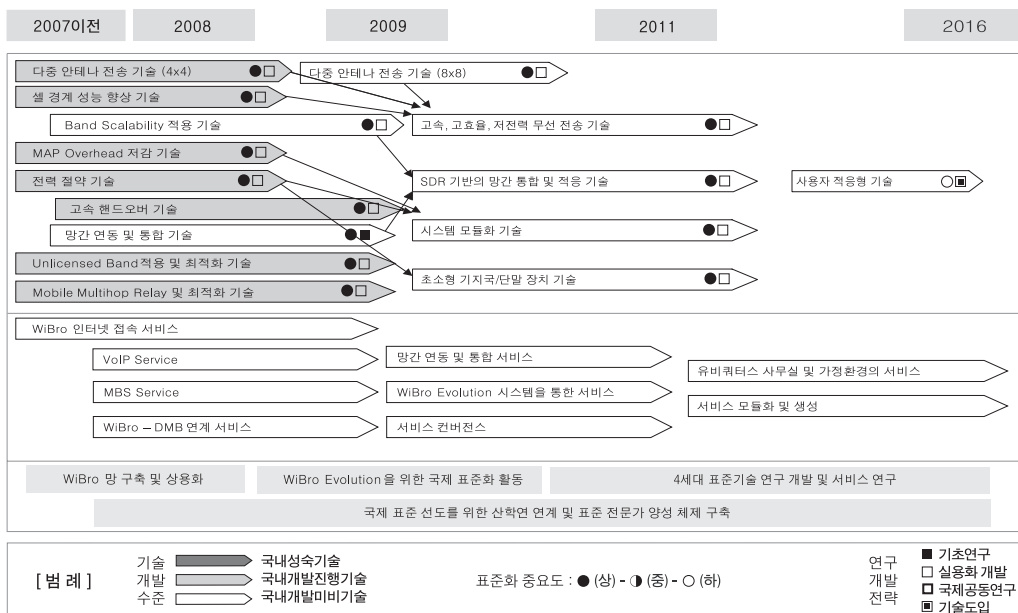 2007이전 2008 2009 2011 2016
다중 안테나 전송 기술 (4x4) ●□ 다중 안테나 전송 기술 (8x8) ●□
셀 경계 성능 향상 기술 ●□
Band Scalability 적용 기술 ●□ 고속, 고효율, 저전력 무선 전송 기술 ●□
MAP Overhead 저감 기술 ●□
전력 절약 기술 ●□ SDR 기반의 망간 통합 및 적응 기술 ●□ 사용자 적응형 기술 ○▣
고속 핸드오버 기술 ●□
망간 연동 및 통합 기술 ●■ 시스템 모듈화 기술 ●□
Unlicensed Band적용 및 최적화 기술 ●□
초소형 기지국/단말 장치 기술 ●□
Mobile Multihop Relay 및 최적화 기술 ●□
WiBro 인터넷 접속 서비스
VoIP Service 망간 연동 및 통합 서비스
유비쿼터스 사무실 및 가정환경의 서비스
MBS Service WiBro Evolution 시스템을 통한 서비스
서비스 모듈화 및 생성
WiBro – DMB 연계 서비스 서비스 컨버전스
WiBro 망 구축 및 상용화 WiBro Evolution을 위한 국제 표준화 활동 4세대 표준기술 연구 개발 및 서비스 연구
국제 표준 선도를 위한 산학연 연계 및 표준 전문가 양성 체제 구축
[ 범 례 ]
기술 개발 수준
국내성숙기술
국내개발진행기술
국내개발미비기술
표준화 중요도 : ● (상) - ◑ (중) - ○ (하)
연구 개발 전략
■ 기초연구
□ 실용화 개발
□ 국제공동연구
▣ 기술도입